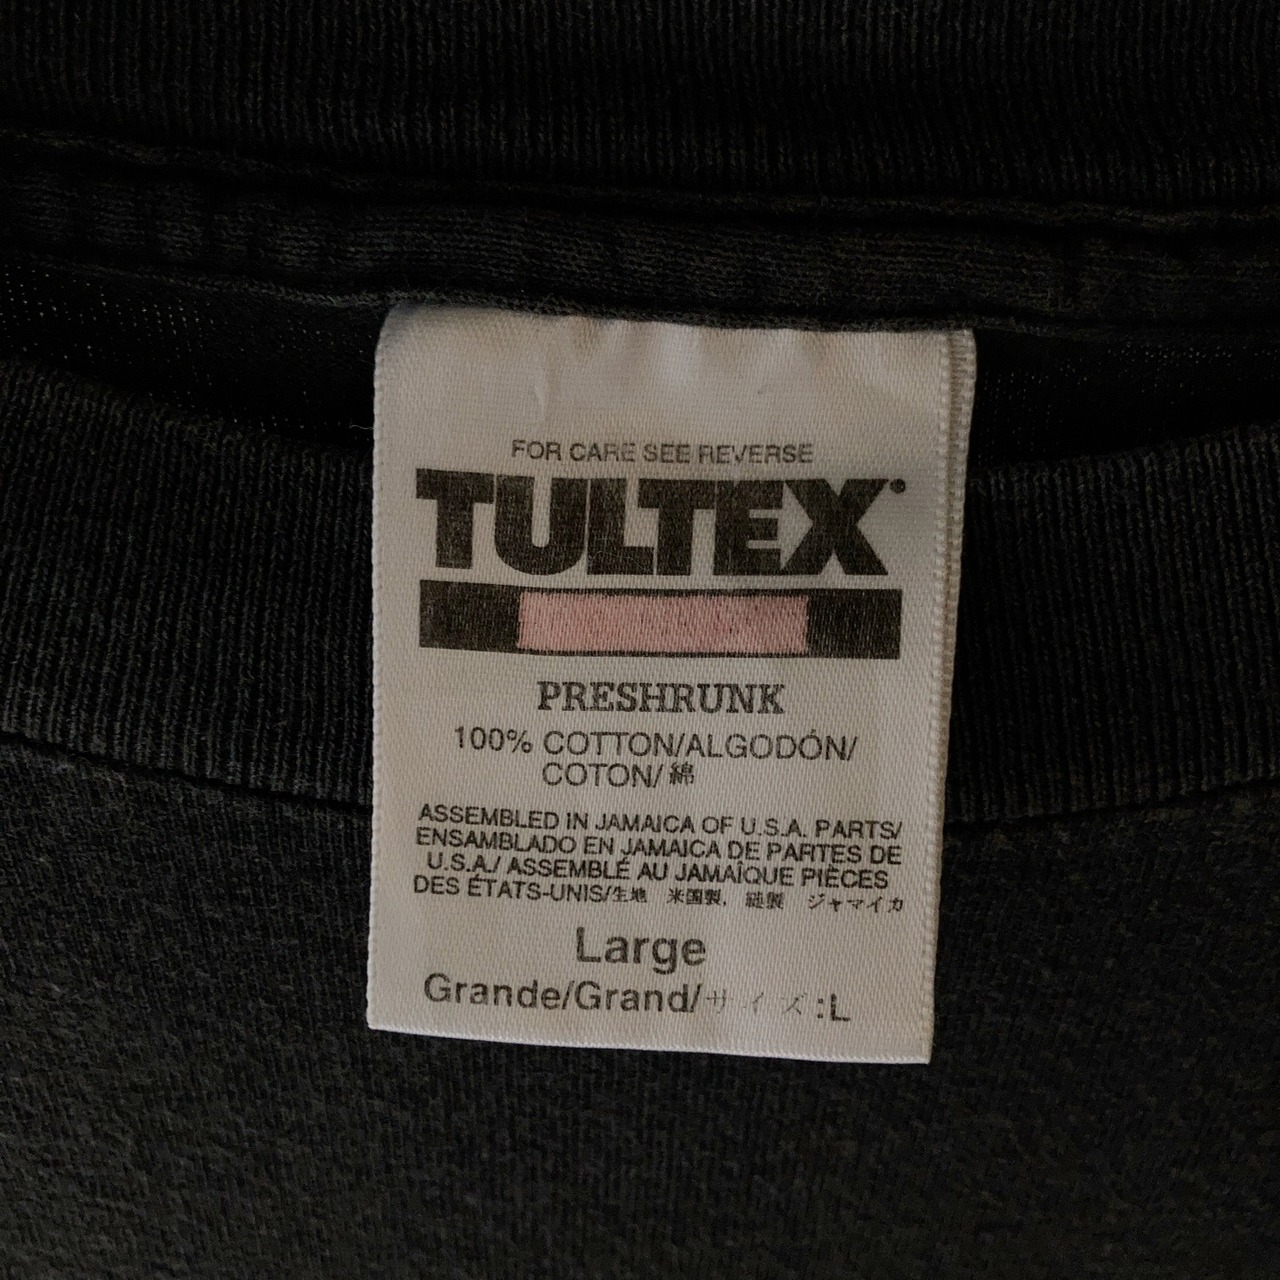 FOR CARE SEE REVERSE
TULTEX
PRESHRUNK
100% COTTON/ALGODÓN/
COTON/綿
ASSEMBLED IN JAMAICA OF U.S.A. PARTS/
ENSAMBLADO EN JAMAICA DE PARTES DE
U.S.A./ ASSEMBLÉ AU JAMAÏQUE PIÈCES
DES ÉTATS-UNIS/生地 米国製, 縫製 ジャマイカ
Large
Grande/Grand/サイズ:L